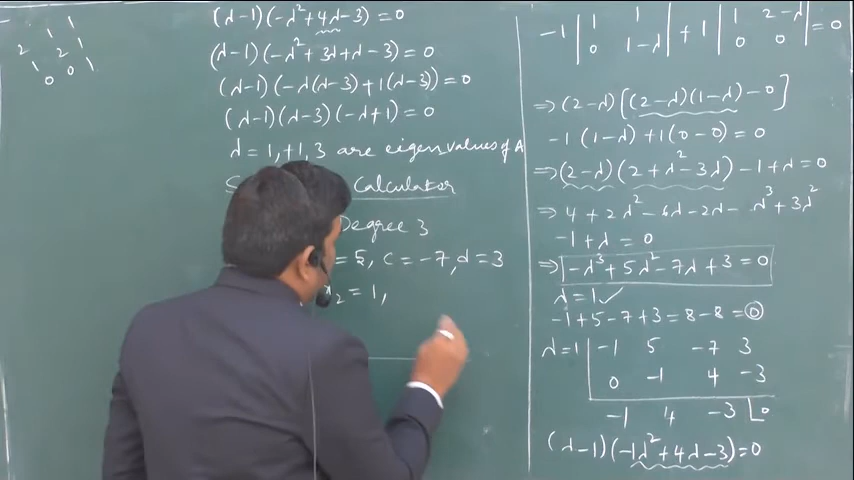 1 1
2 2 1
1 0 1
0
(λ-1)(-λ²+4λ-3)=0
(λ-1)(-λ²+3λ+λ-3)=0
(λ-1)(-λ(λ-3)+1(λ-3))=0
(λ-1)(λ-3)(-λ+1)=0
λ=1,+1,3 are eigenvalues of A
Calculator
Degree 3
=5, c=-7, d=3
x₂=1,
-1 |1 1; 0 1-λ| +1 |1 2-λ; 0 0| =0
⇒(2-λ)[(2-λ)(1-λ)-0]
-1(1-λ)+1(0-0)=0
⇒(2-λ)(2+λ²-3λ)-1+λ=0
⇒4+2λ²-6λ-2λ-λ³+3λ²
-1+λ=0
⇒-λ³+5λ²-7λ+3=0
λ=1✓
-1+5-7+3=8-8=0
λ=1| -1 5 -7 3
0 -1 4 -3
-1 4 -3 |0
(λ-1)(-1λ²+4λ-3)=0